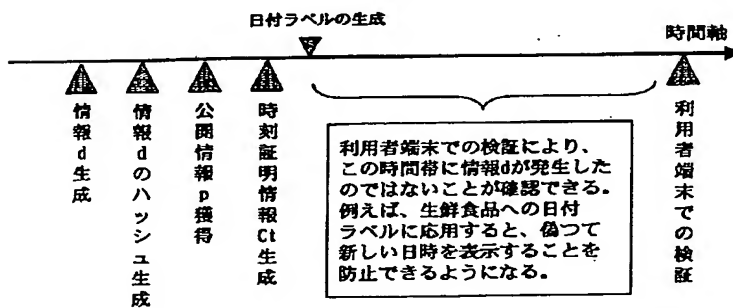 日付ラベルの生成
時間軸
情報d生成
情報dのハッシュ生成
公開情報p獲得
時刻証明情報Ct生成
利用者端末での検証により、
この時間帯に情報dが発生した
のではないことが確認できる。
例えば、生鮮食品への日付
ラベルに応用すると、偽つて
新しい日時を表示することを
防止できるようになる。
利用者端末での検証